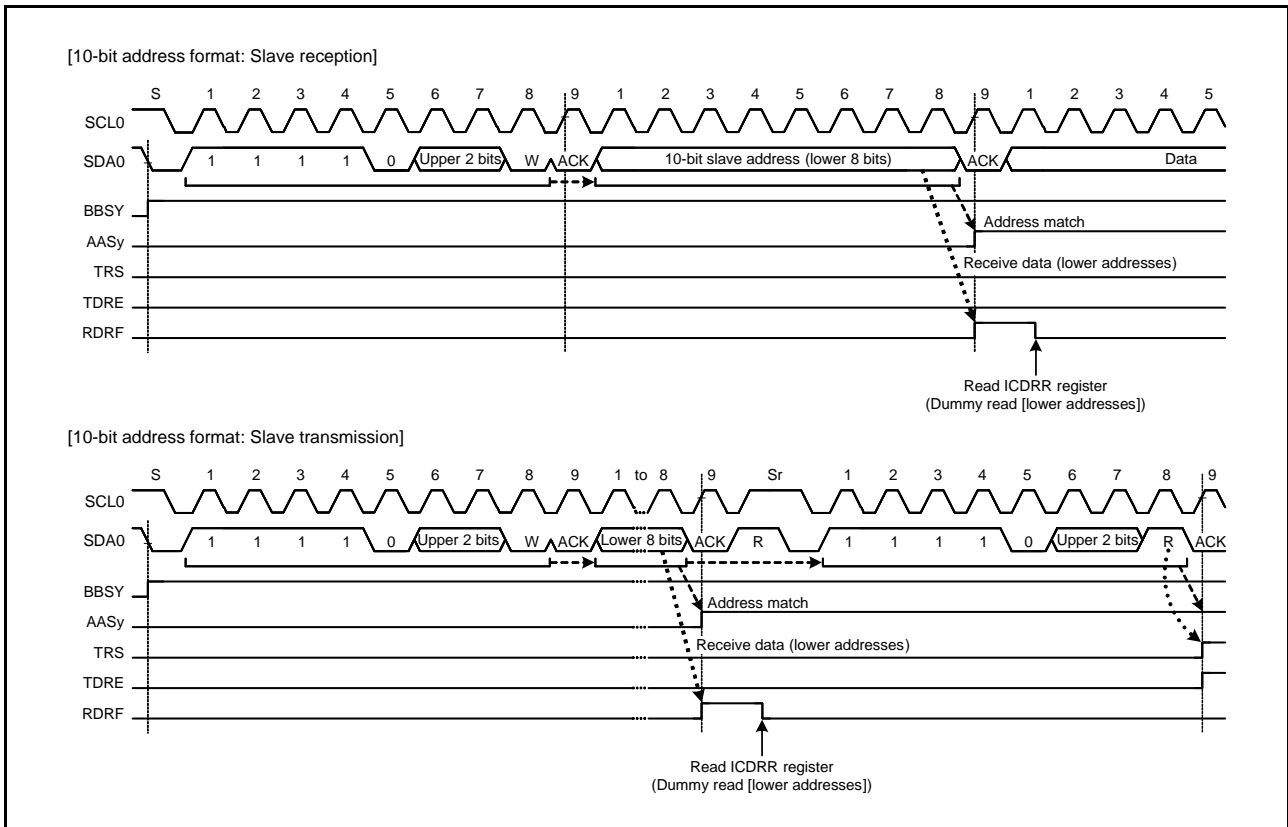 [10-bit address format: Slave reception]
S 1 2 3 4 5 6 7 8 9 1 2 3 4 5 6 7 8 9 1 2 3 4 5
SCL0
SDA0 1 1 1 1 0 Upper 2 bits W ACK 10-bit slave address (lower 8 bits) ACK Data
BBSY
Address match
AASy
Receive data (lower addresses)
TRS
TDRE
RDRF
Read ICDRR register
(Dummy read [lower addresses])
[10-bit address format: Slave transmission]
S 1 2 3 4 5 6 7 8 9 1 to 8 9 Sr 1 2 3 4 5 6 7 8 9
SCL0
SDA0 1 1 1 1 0 Upper 2 bits W ACK Lower 8 bits ACK R 1 1 1 1 0 Upper 2 bits R ACK
BBSY
Address match
AASy
Receive data (lower addresses)
TRS
TDRE
RDRF
Read ICDRR register
(Dummy read [lower addresses])